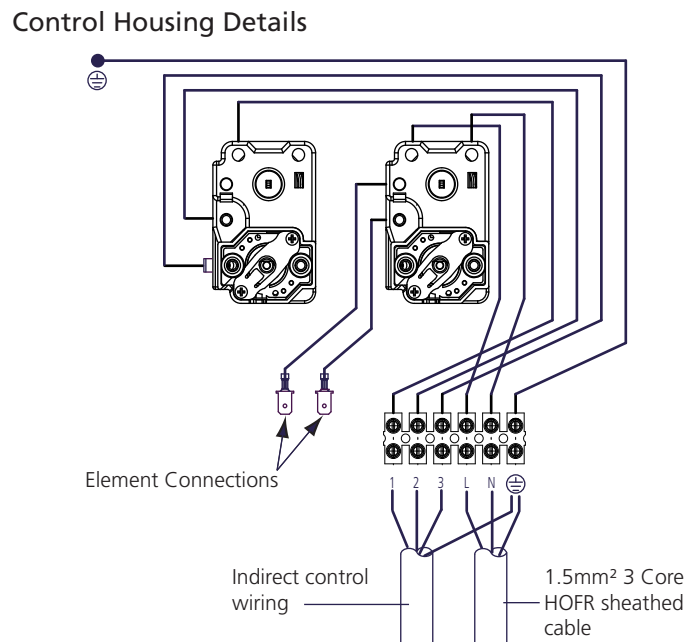 Control Housing Details
Element Connections
1 2 3 L N
Indirect control
wiring
1.5mm² 3 Core
HOFR sheathed
cable